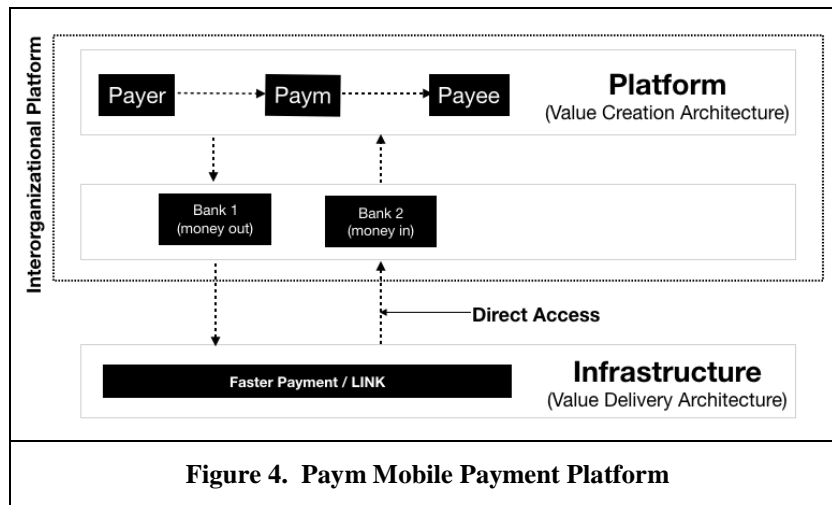 Interorganizational Platform
Payer
Paym
Payee
Platform
(Value Creation Architecture)
Bank 1
(money out)
Bank 2
(money in)
Direct Access
Faster Payment / LINK
Infrastructure
(Value Delivery Architecture)
Figure 4.  Paym Mobile Payment Platform